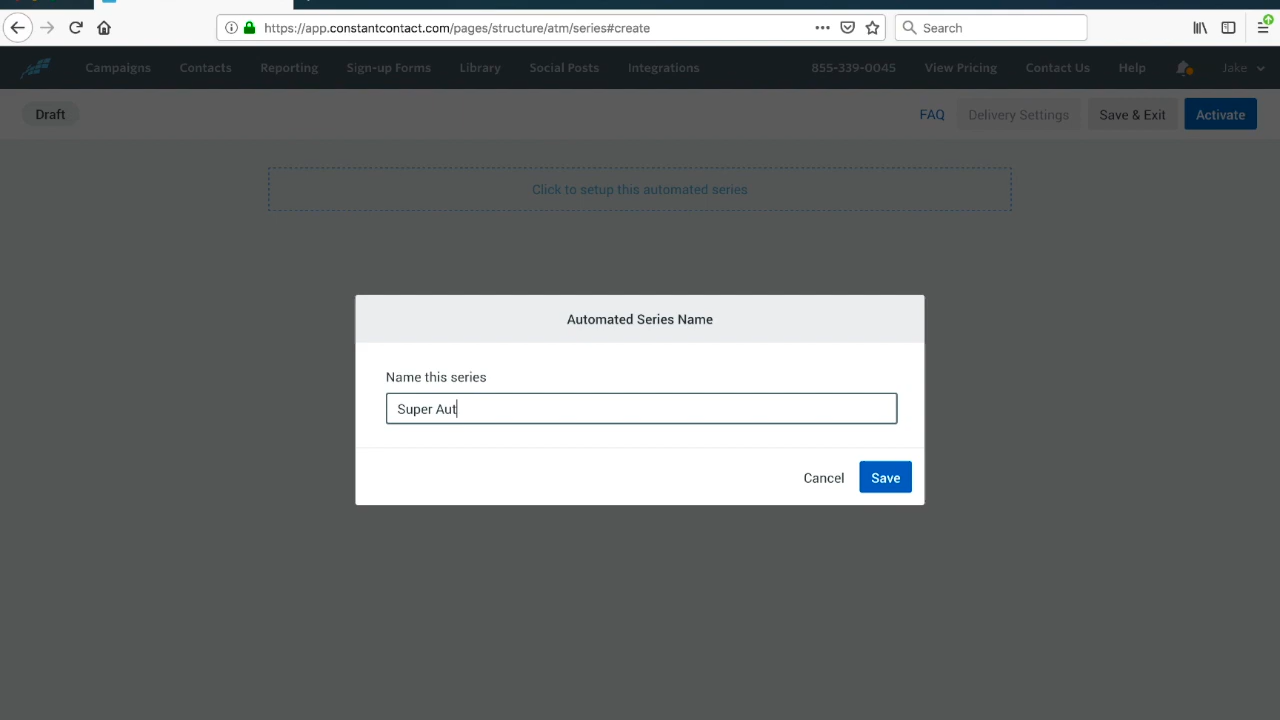 https://app.constantcontact.com/pages/structure/atm/series#create
Search
Campaigns
Contacts
Reporting
Sign-up Forms
Library
Social Posts
Integrations
855-339-0045
View Pricing
Contact Us
Help
Jake
Draft
FAQ
Delivery Settings
Save & Exit
Activate
Click to setup this automated series
Automated Series Name
Name this series
Super Aut
Cancel
Save